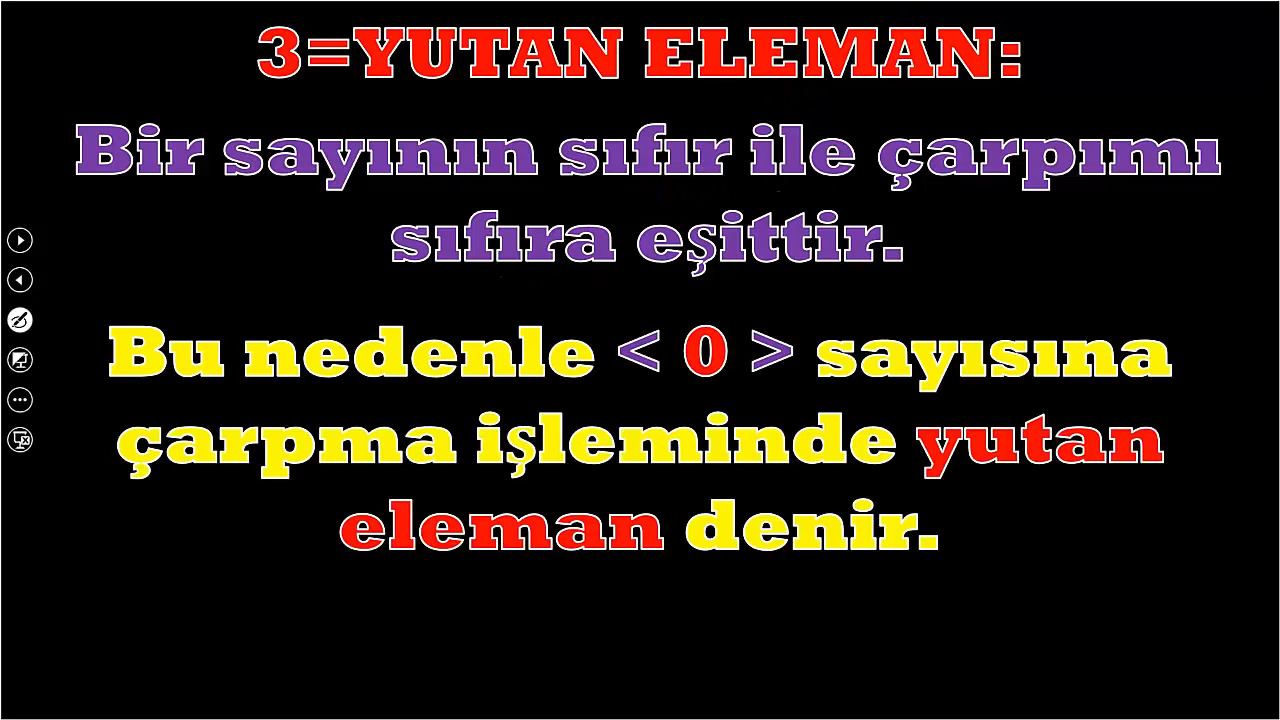 3=YUTAN ELEMAN:
Bir sayının sıfır ile çarpımı
sıfıra eşittir.
Bu nedenle < 0 > sayısına
çarpma işleminde yutan
eleman denir.